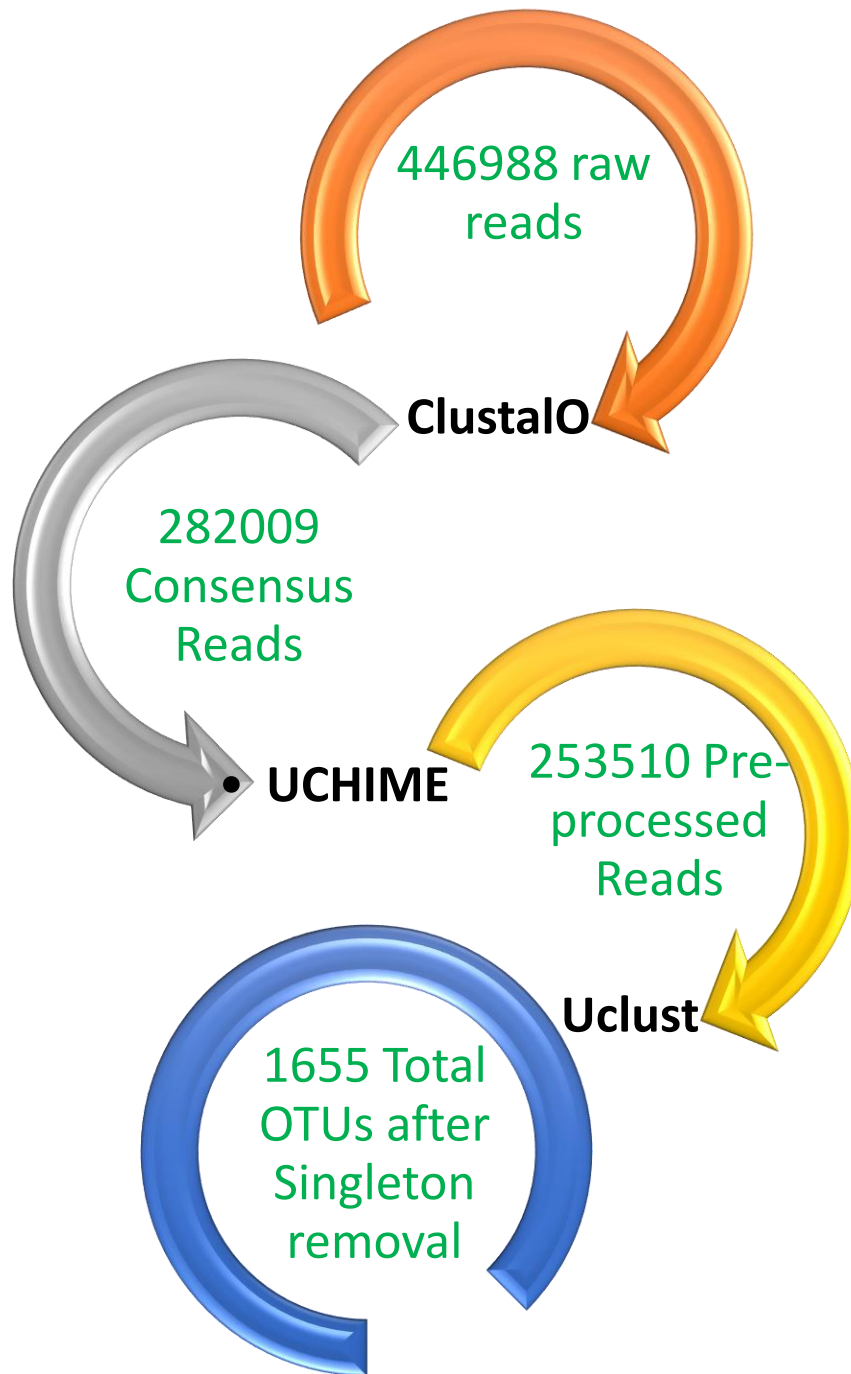 446988 raw
reads
ClustalO
282009
Consensus
Reads
• UCHIME
253510 Pre-
processed
Reads
Uclust
1655 Total
OTUs after
Singleton
removal